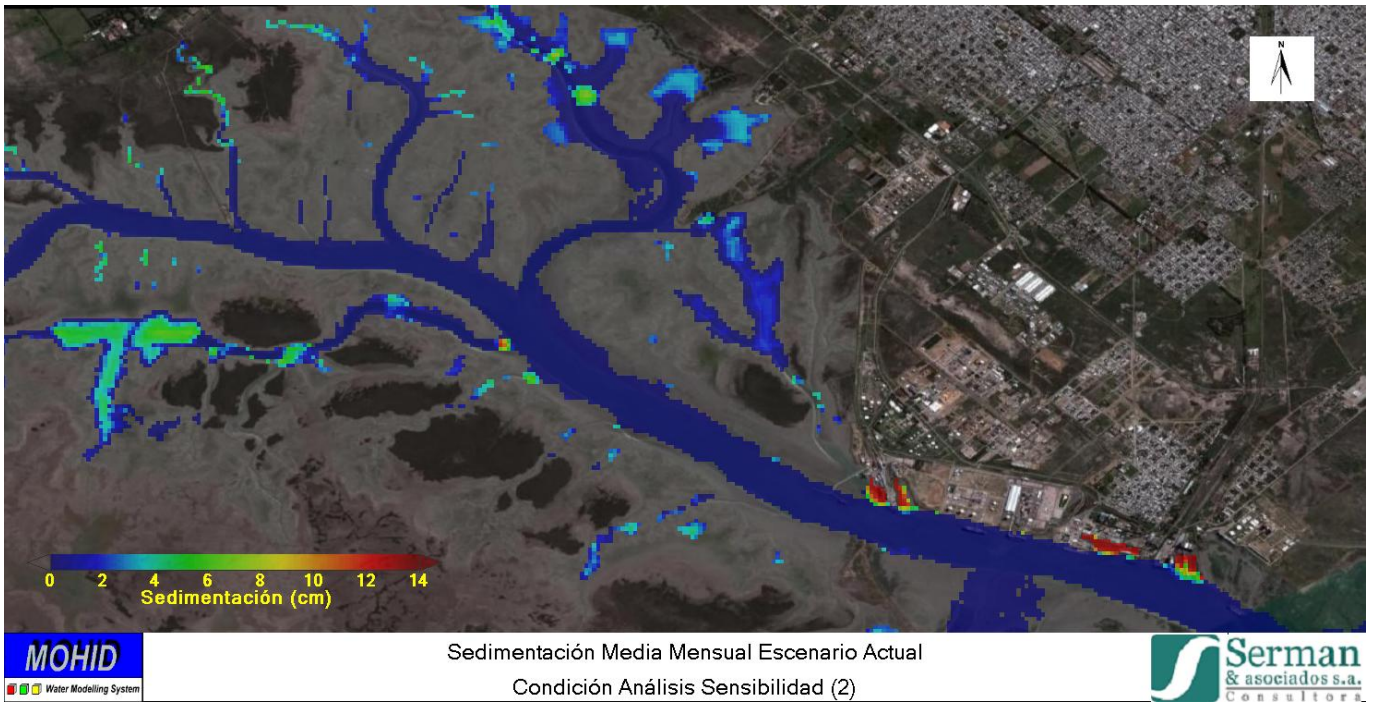 N
0 2 4 6 8 10 12 14
Sedimentación (cm)
MOHID
Water Modelling System
Sedimentación Media Mensual Escenario Actual
Condición Análisis Sensibilidad (2)
Serman
& asociados s.a.
Consultora